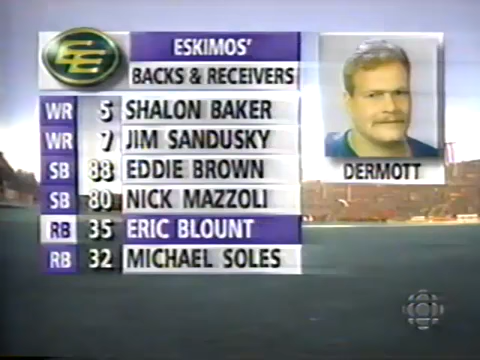 EE
ESKIMOS'
BACKS & RECEIVERS
WR 5 SHALON BAKER
WR 7 JIM SANDUSKY
SB 88 EDDIE BROWN
SB 80 NICK MAZZOLI
RB 35 ERIC BLOUNT
RB 32 MICHAEL SOLES
DERMOTT